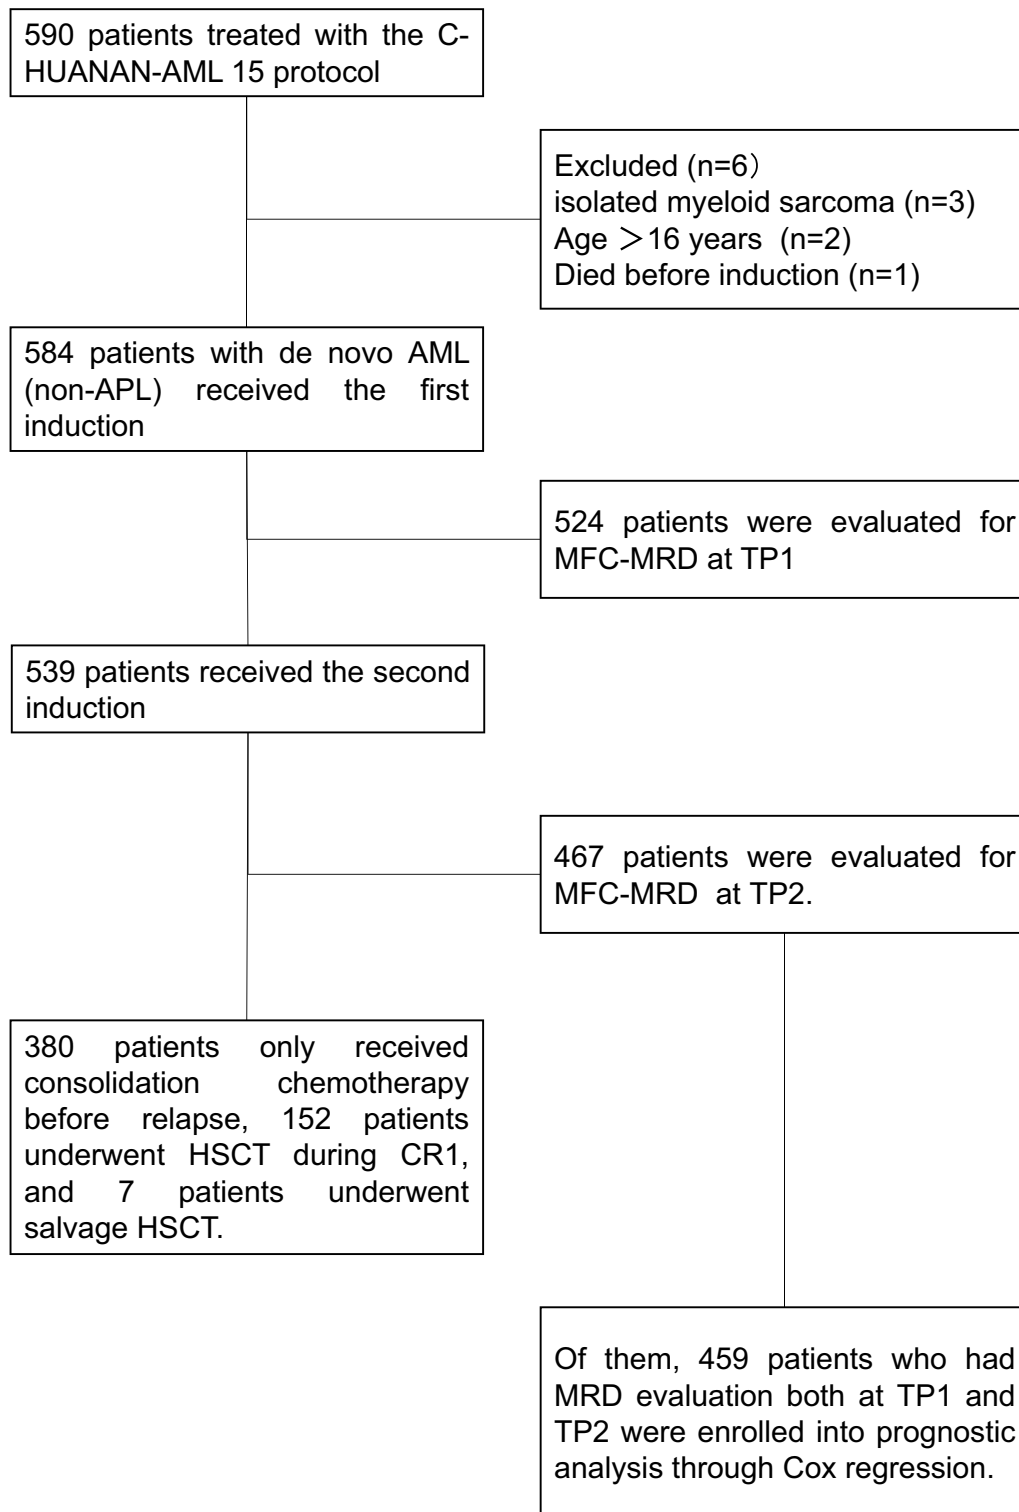 590 patients treated with the C-
HUANAN-AML 15 protocol
Excluded (n=6）
isolated myeloid sarcoma (n=3)
Age ＞16 years (n=2)
Died before induction (n=1)
584 patients with de novo AML
(non-APL) received the first
induction
524 patients were evaluated for
MFC-MRD at TP1
539 patients received the second
induction
467 patients were evaluated for
MFC-MRD at TP2.
380 patients only received
consolidation chemotherapy
before relapse, 152 patients
underwent HSCT during CR1,
and 7 patients underwent
salvage HSCT.
Of them, 459 patients who had
MRD evaluation both at TP1 and
TP2 were enrolled into prognostic
analysis through Cox regression.